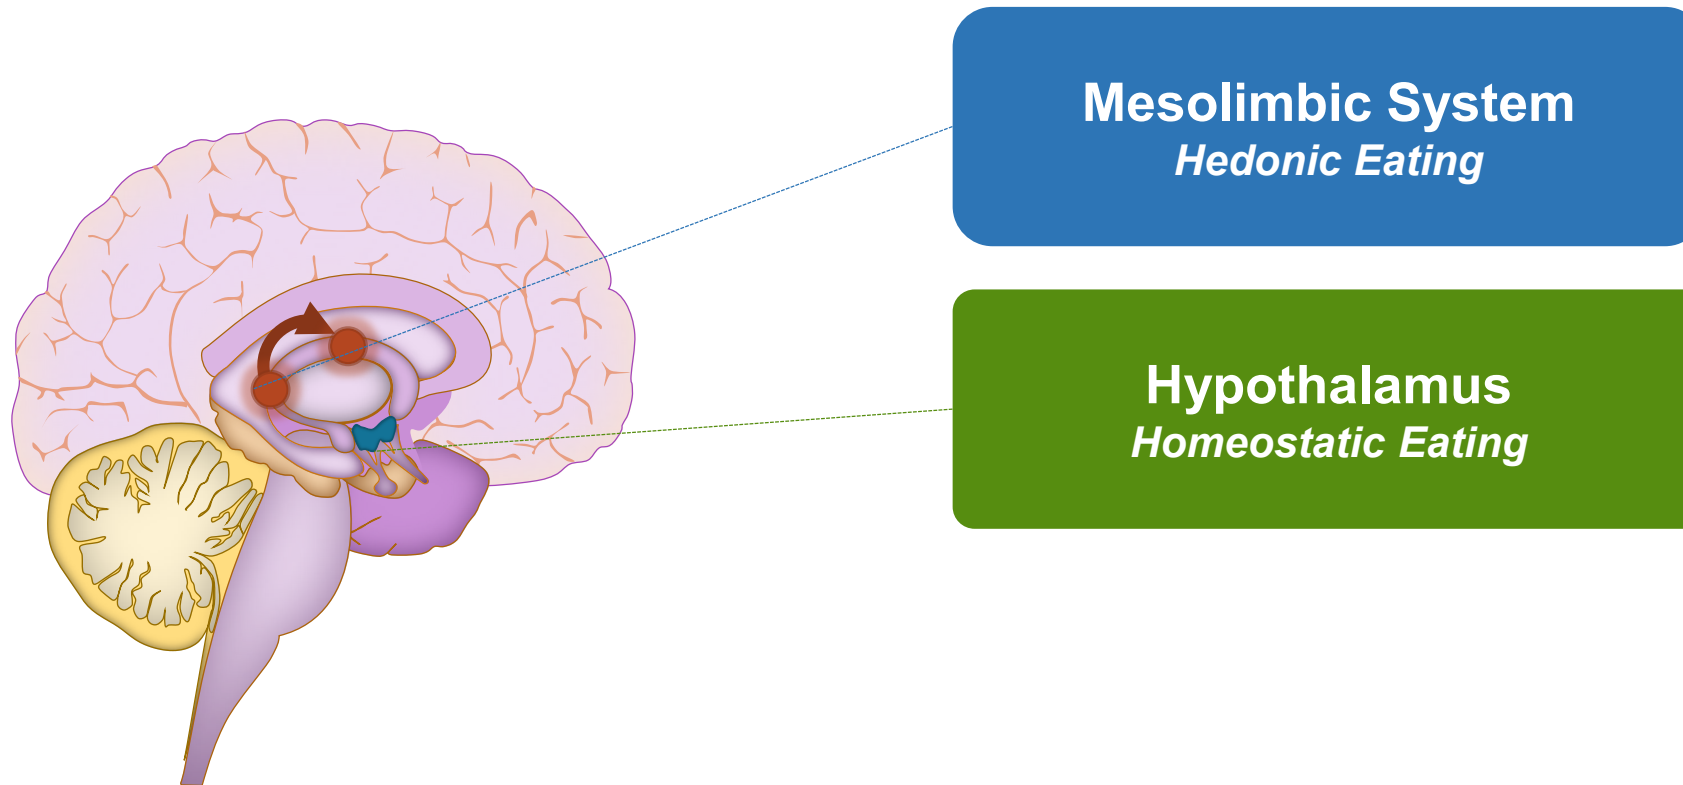 Mesolimbic System
Hedonic Eating
Hypothalamus
Homeostatic Eating